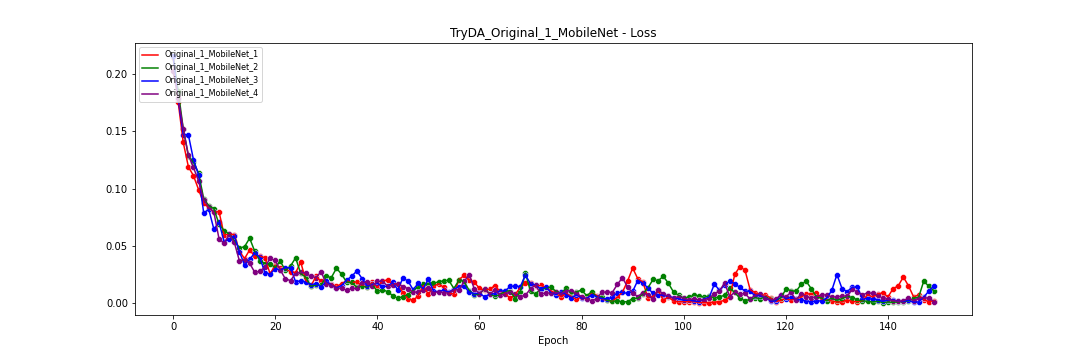 TryDA_Original_1_MobileNet - Loss
Original_1_MobileNet_1
Original_1_MobileNet_2
Original_1_MobileNet_3
Original_1_MobileNet_4
0.20
0.15
0.10
0.05
0.00
0 20 40 60 80 100 120 140
Epoch